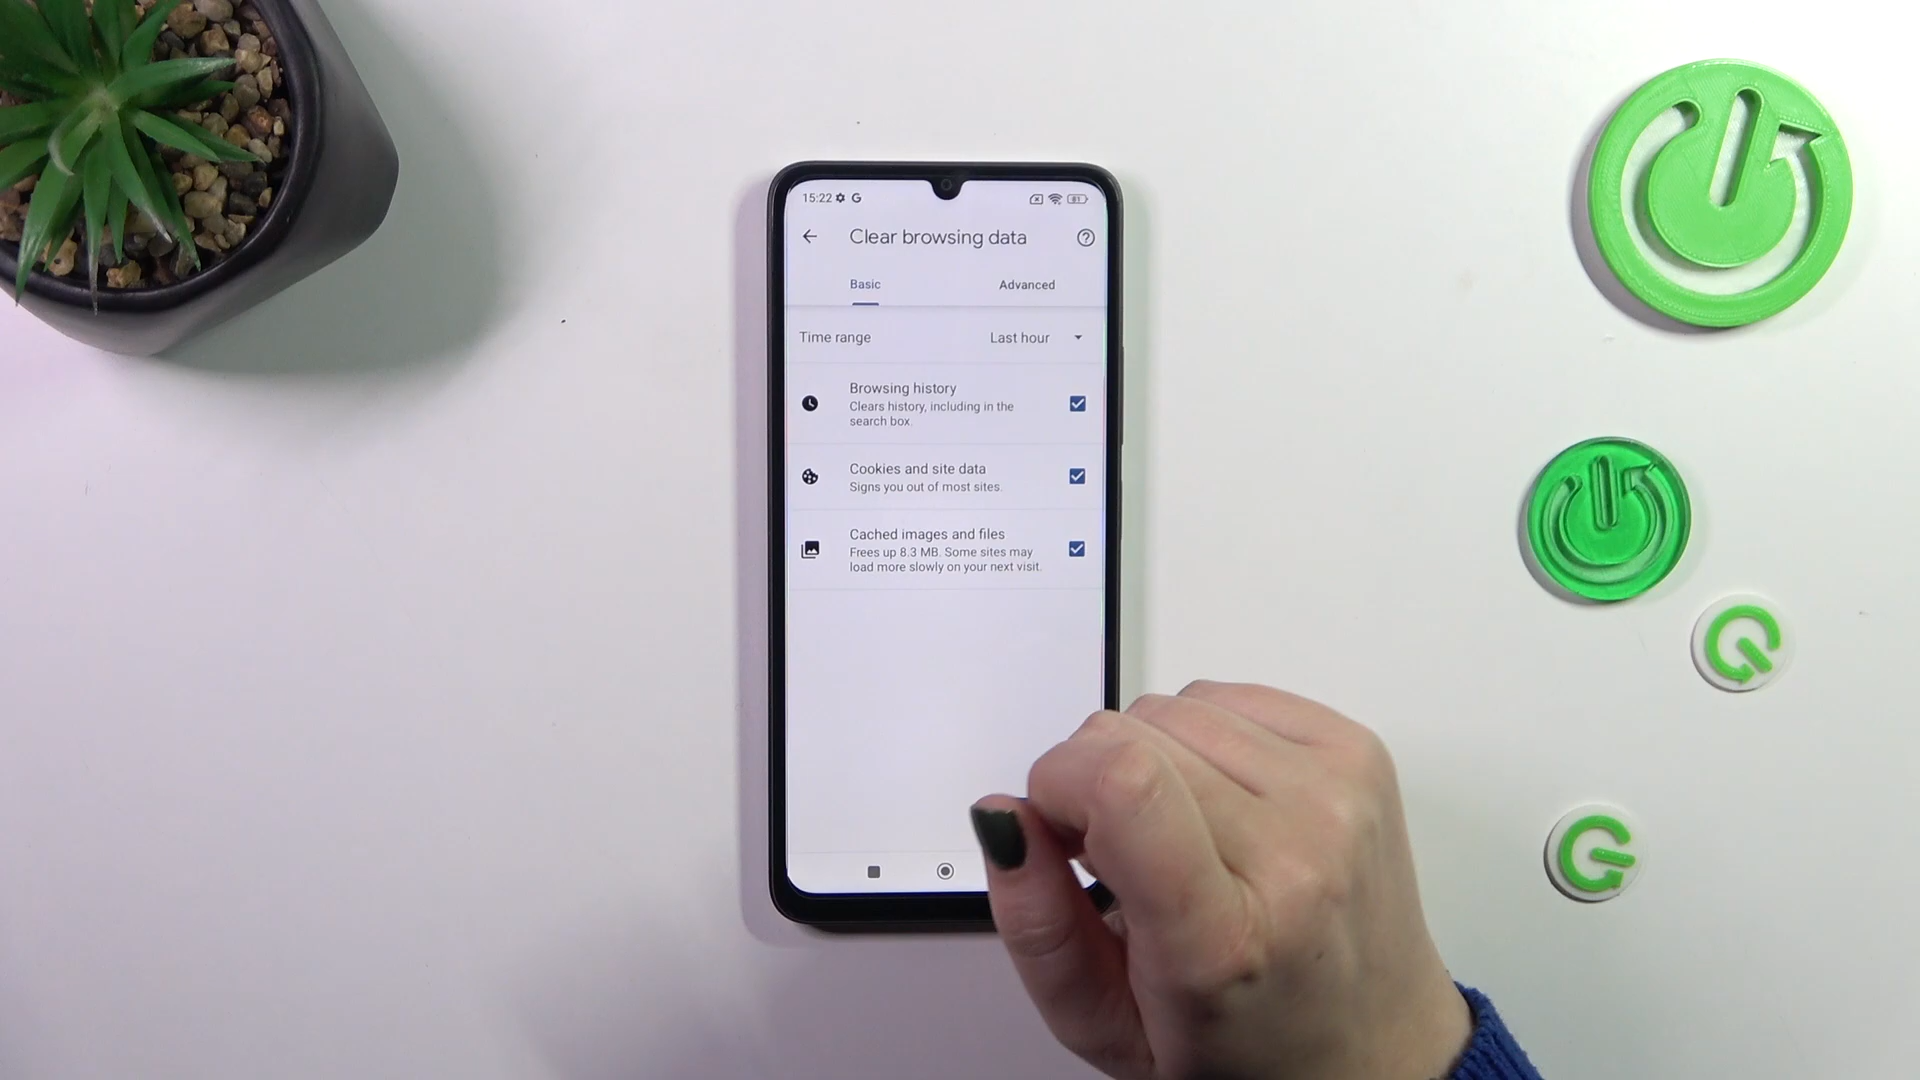 15:22 G 81
Clear browsing data
Basic Advanced
Time range Last hour
Browsing history
Clears history, including in the
search box.
Cookies and site data
Signs you out of most sites.
Cached images and files
Frees up 8.3 MB. Some sites may
load more slowly on your next visit.